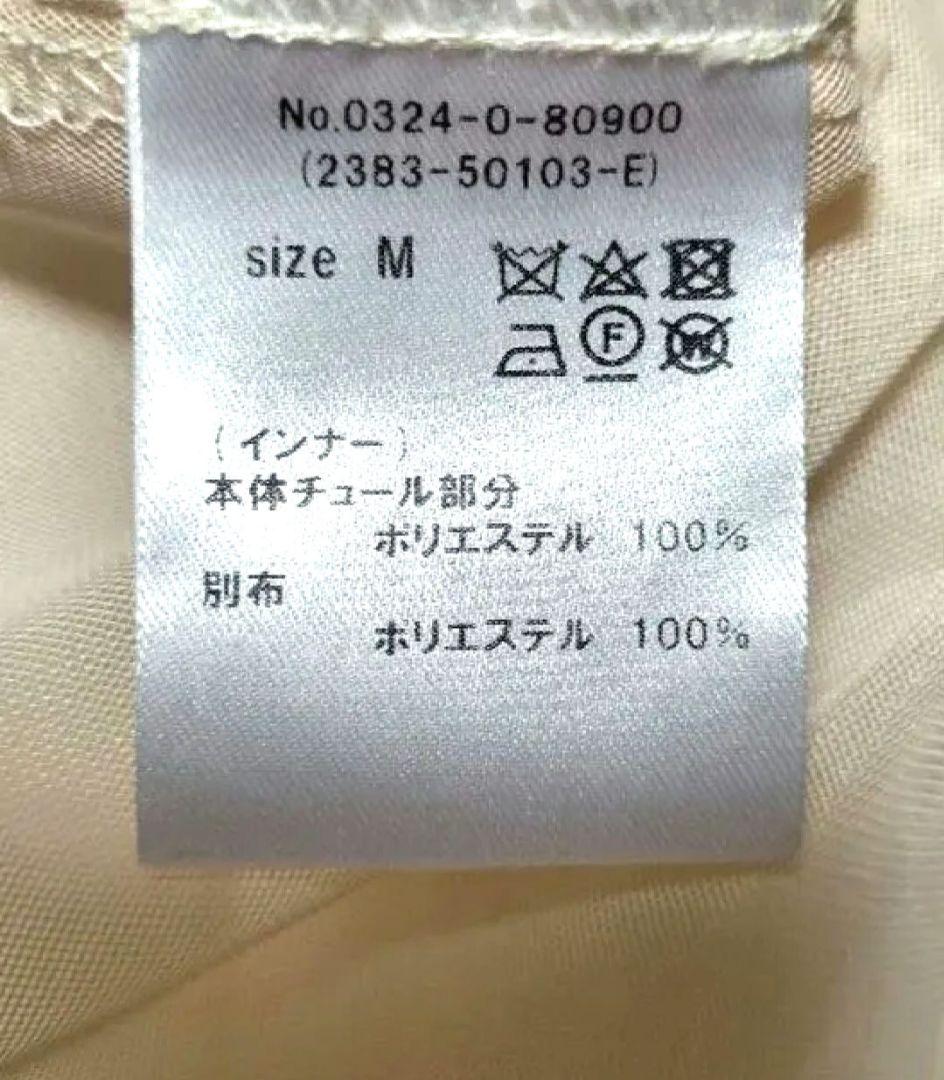 No.0324-0-80900
(2383-50103-E)
size M
F
W
(インナー)
本体チュール部分
ポリエステル 100%
別布
ポリエステル 100%